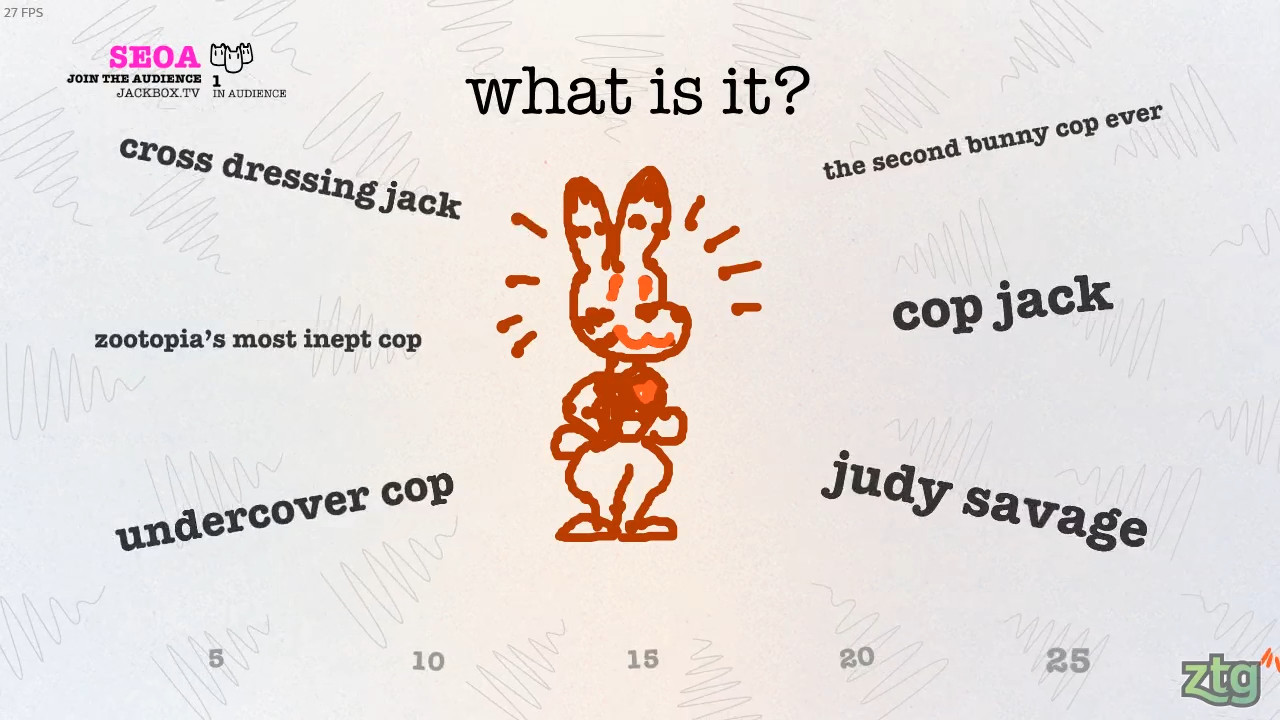 27 FPS
SEOA
JOIN THE AUDIENCE
JACKBOX.TV
1
IN AUDIENCE
what is it?
cross dressing jack
the second bunny cop ever
zootopia's most inept cop
cop jack
undercover cop
judy savage
5 10 15 20 25
ztg